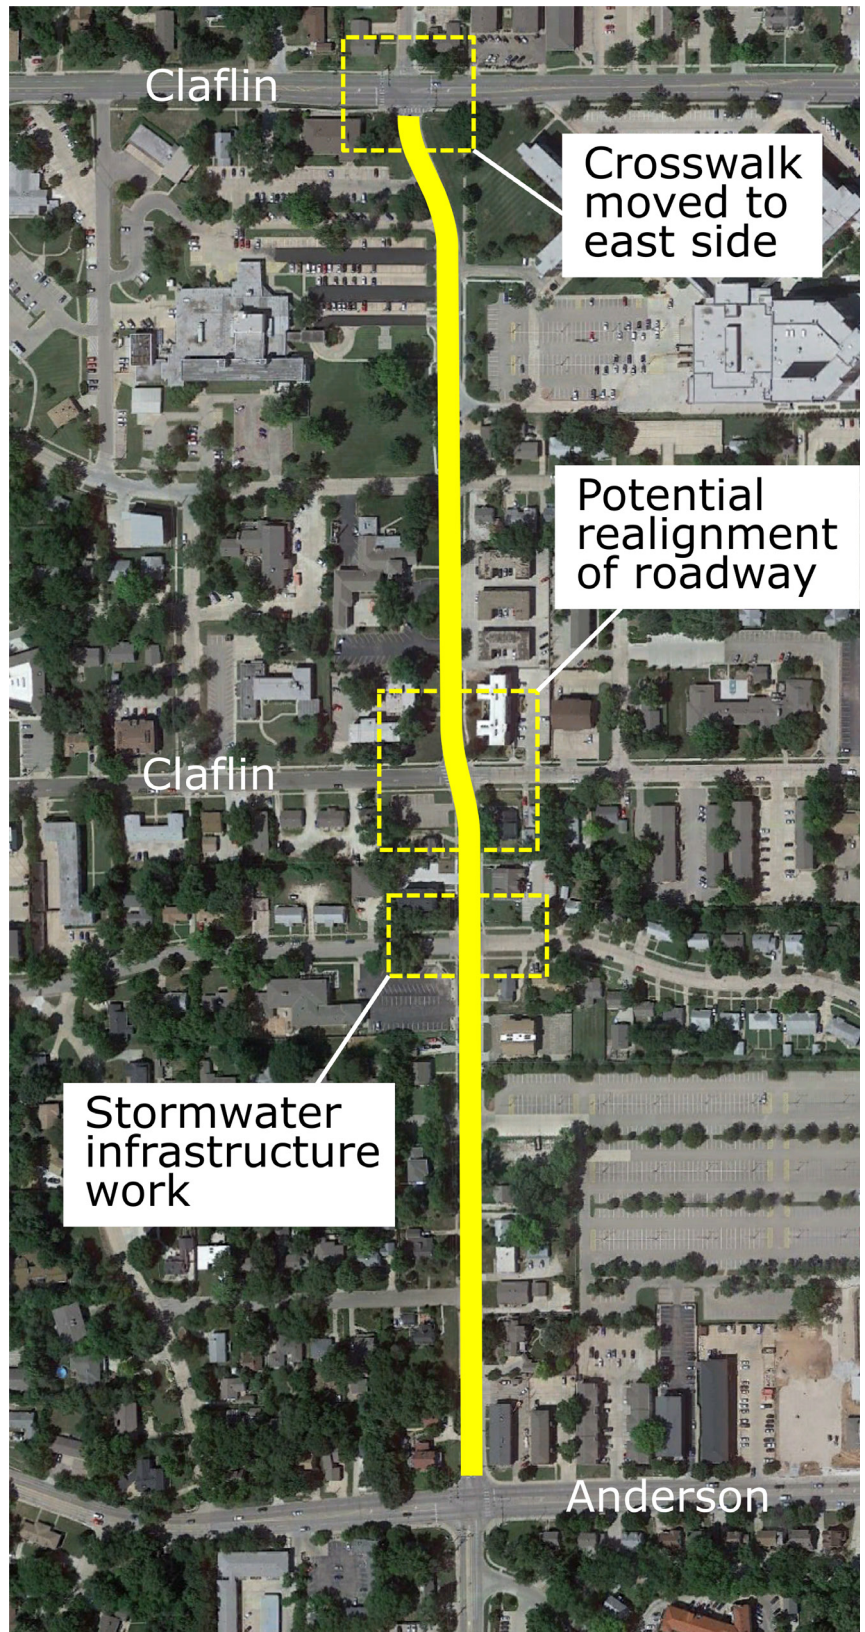 Claflin
Crosswalk
moved to
east side
Potential
realignment
of roadway
Claflin
Stormwater
infrastructure
work
Anderson